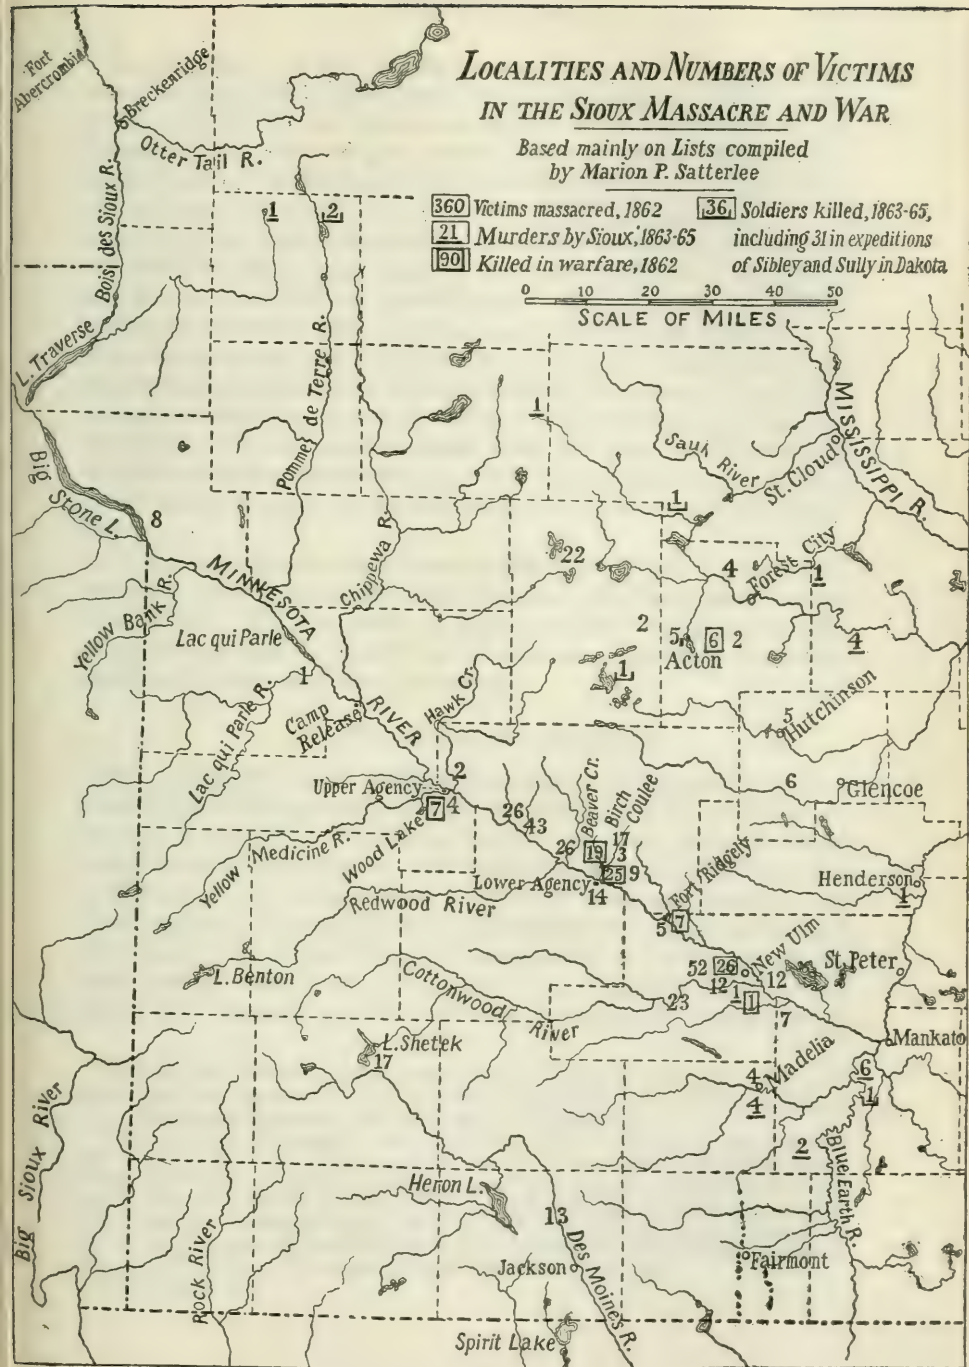 LOCALITIES AND NUMBERS OF VICTIMS
IN THE SIOUX MASSACRE AND WAR
Based mainly on Lists compiled
by Marion P. Satterlee
360 Victims massacred, 1862
21 Murders by Sioux, 1863-65
90 Killed in warfare, 1862
36 Soldiers killed, 1863-65,
including 31 in expeditions
of Sibley and Sully in Dakota
0 10 20 30 40 50
SCALE OF MILES
Fort
Abercrombie
Breckenridge
Otter Tail R.
Bois des Sioux R.
1
2
L. Traverse
Pomme de Terre R.
Big
Stone L.
8
1
Sauk River
St. Cloud
MISSISSIPPI R.
1
Chippewa R.
22
4
Forest City
1
MINNESOTA
RIVER
Yellow Bank R.
Lac qui Parle
2
5
Acton
6
2
4
1
1
Lac qui Parle R.
Camp
Release
Hawk Cr.
5
Hutchinson
2
Upper Agency
4
7
Wood Lake
6
Glencoe
26
43
Beaver Cr.
Birch
Coulee
17
3
26
19
25
9
Yellow Medicine R.
Lower Agency
14
Redwood River
Fort Ridgely
5
7
Henderson
1
52
26
New Ulm
12
12
1
1
7
23
St. Peter
L. Benton
Cottonwood River
L. Shetek
17
Mankato
4
Madelia
4
6
1
2
Blue Earth R.
Big Sioux River
Heron L.
13
Des Moines R.
Rock River
Jackson
Fairmont
Spirit Lake